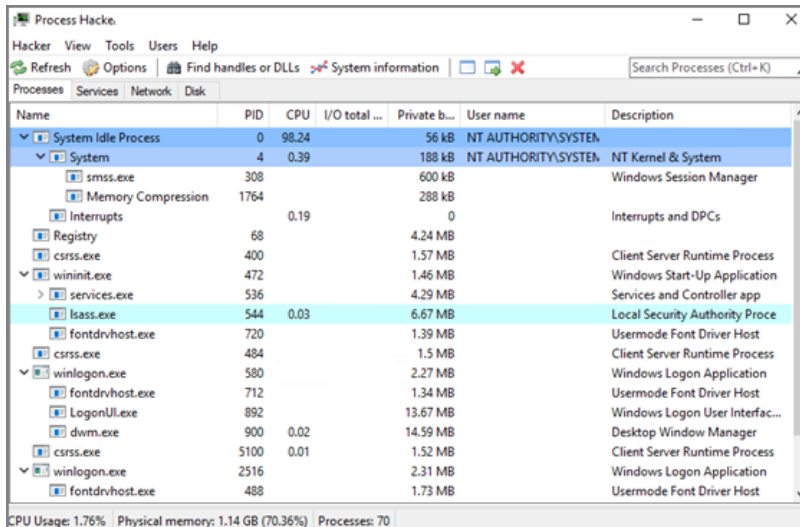 Process Hacke
Hacker View Tools Users Help
Refresh Options Find handles or DLLs System information Search Processes (Ctrl+K)
Processes Services Network Disk
Name PID CPU I/O total ... Private b... User name Description
System Idle Process 0 98.24 56 kB NT AUTHORITY\SYSTEM
System 4 0.39 188 kB NT AUTHORITY\SYSTEM NT Kernel & System
smss.exe 308 600 kB Windows Session Manager
Memory Compression 1764 288 kB
Interrupts 0.19 0 Interrupts and DPCs
Registry 68 4.24 MB
csrss.exe 400 1.57 MB Client Server Runtime Process
wininit.exe 472 1.46 MB Windows Start-Up Application
services.exe 536 4.29 MB Services and Controller app
lsass.exe 544 0.03 6.67 MB Local Security Authority Proce
fontdrvhost.exe 720 1.39 MB Usermode Font Driver Host
csrss.exe 484 1.5 MB Client Server Runtime Process
winlogon.exe 580 2.27 MB Windows Logon Application
fontdrvhost.exe 712 1.34 MB Usermode Font Driver Host
LogonUI.exe 892 13.67 MB Windows Logon User Interfac...
dwm.exe 900 0.02 14.59 MB Desktop Window Manager
csrss.exe 5100 0.01 1.52 MB Client Server Runtime Process
winlogon.exe 2516 2.31 MB Windows Logon Application
fontdrvhost.exe 488 1.73 MB Usermode Font Driver Host
CPU Usage: 1.76% Physical memory: 1.14 GB (70.36%) Processes: 70